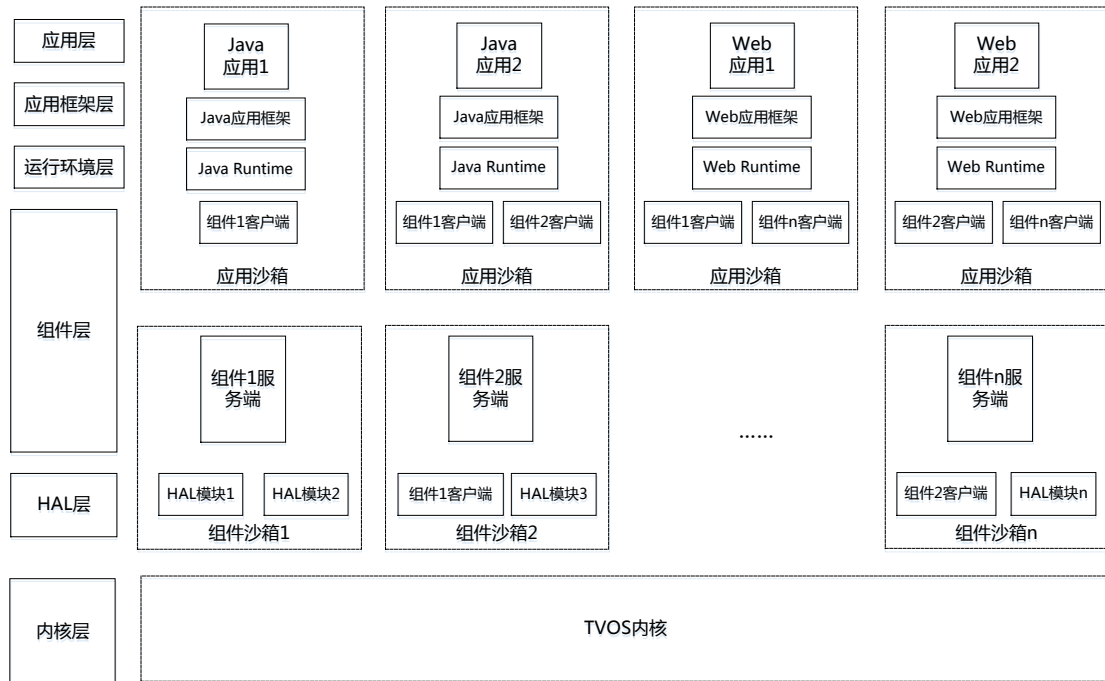 应用层
Java
应用1
Java
应用2
Web
应用1
Web
应用2
应用框架层
Java应用框架
Java应用框架
Web应用框架
Web应用框架
运行环境层
Java Runtime
Java Runtime
Web Runtime
Web Runtime
组件1客户端
组件1客户端
组件2客户端
组件1客户端
组件n客户端
组件2客户端
组件n客户端
应用沙箱
应用沙箱
应用沙箱
应用沙箱
组件层
组件1服
务端
组件2服
务端
……
组件n服
务端
HAL层
HAL模块1
HAL模块2
组件1客户端
HAL模块3
组件2客户端
HAL模块n
组件沙箱1
组件沙箱2
组件沙箱n
内核层
TVOS内核